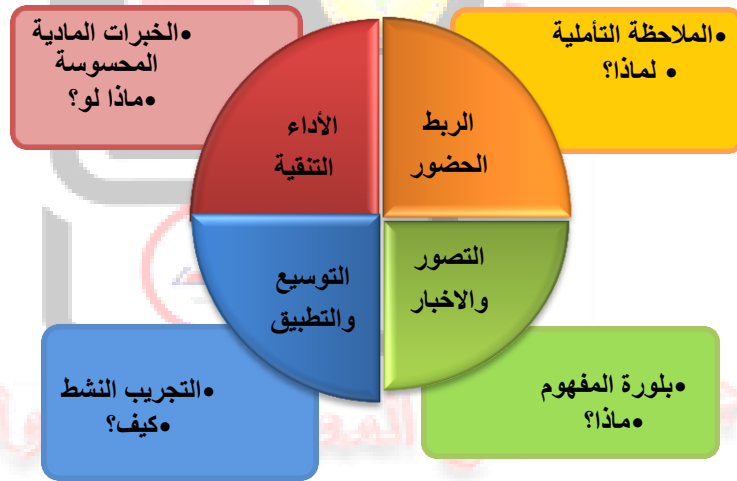 •الملاحظة التأملية
• لماذا؟
الربط
الحضور
•الخبرات المادية
المحسوسة
•ماذا لو؟
الأداء
التنقية
التصور
والاخبار
•بلورة المفهوم
•ماذا؟
التوسيع
والتطبيق
•التجريب النشط
•كيف؟